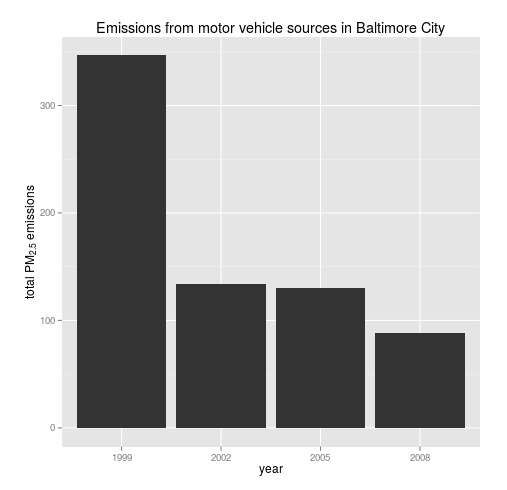 Emissions from motor vehicle sources in Baltimore City
total PM2.5 emissions
300
200
100
0
1999 2002 2005 2008
year